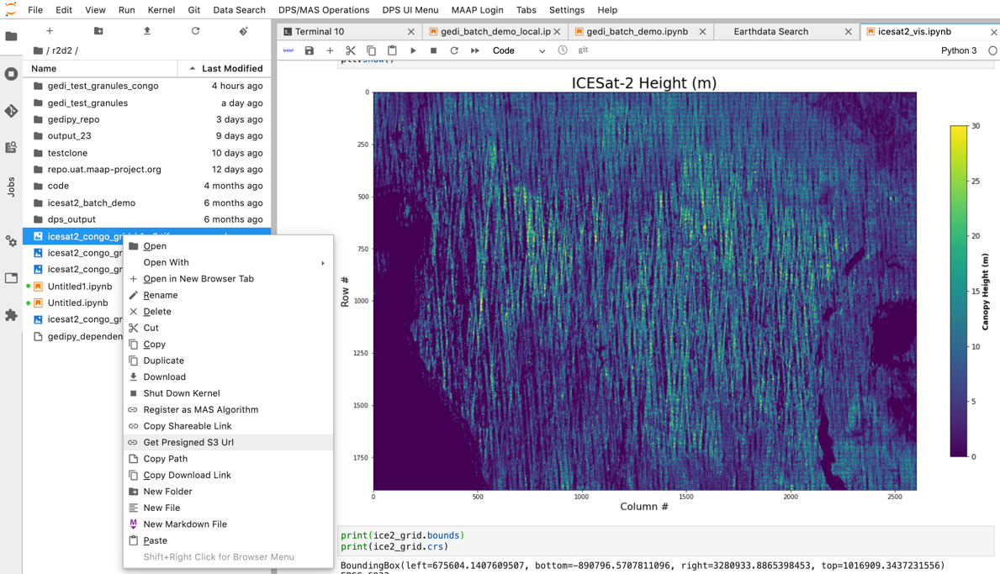 File Edit View Run Kernel Git Data Search DPS/MAS Operations DPS UI Menu MAAP Login Tabs Settings Help
Terminal 10
gedi_batch_demo_local.ip
gedi_batch_demo.ipynb
Earthdata Search
icesat2_vis.ipynb
MAAP
Code
git
Python 3
/ r2d2 /
Name Last Modified
gedi_test_granules_congo 4 hours ago
gedi_test_granules a day ago
gedipy_repo 3 days ago
output_23 9 days ago
testclone 10 days ago
repo.uat.maap-project.org 12 days ago
code 4 months ago
icesat2_batch_demo 6 months ago
dps_output 6 months ago
icesat2_congo_gr
icesat2_congo_gr
icesat2_congo_gr
Untitled1.ipynb
Untitled.ipynb
icesat2_congo_gr
gedipy_dependen
Jobs
Open
Open With
Open in New Browser Tab
Rename
Delete
Cut
Copy
Duplicate
Download
Shut Down Kernel
Register as MAS Algorithm
Copy Shareable Link
Get Presigned S3 Url
Copy Path
Copy Download Link
New Folder
New File
New Markdown File
Paste
Shift+Right Click for Browser Menu
plt.show()
ICESat-2 Height (m)
0
250
500
750
1000
1250
1500
1750
Row #
0 500 1000 1500 2000 2500
Column #
30
25
20
15
10
5
0
Canopy Height (m)
print(ice2_grid.bounds)
print(ice2_grid.crs)
BoundingBox(left=675604.1407609507, bottom=-890796.5707811096, right=3280933.8865398453, top=1016909.3437231556)